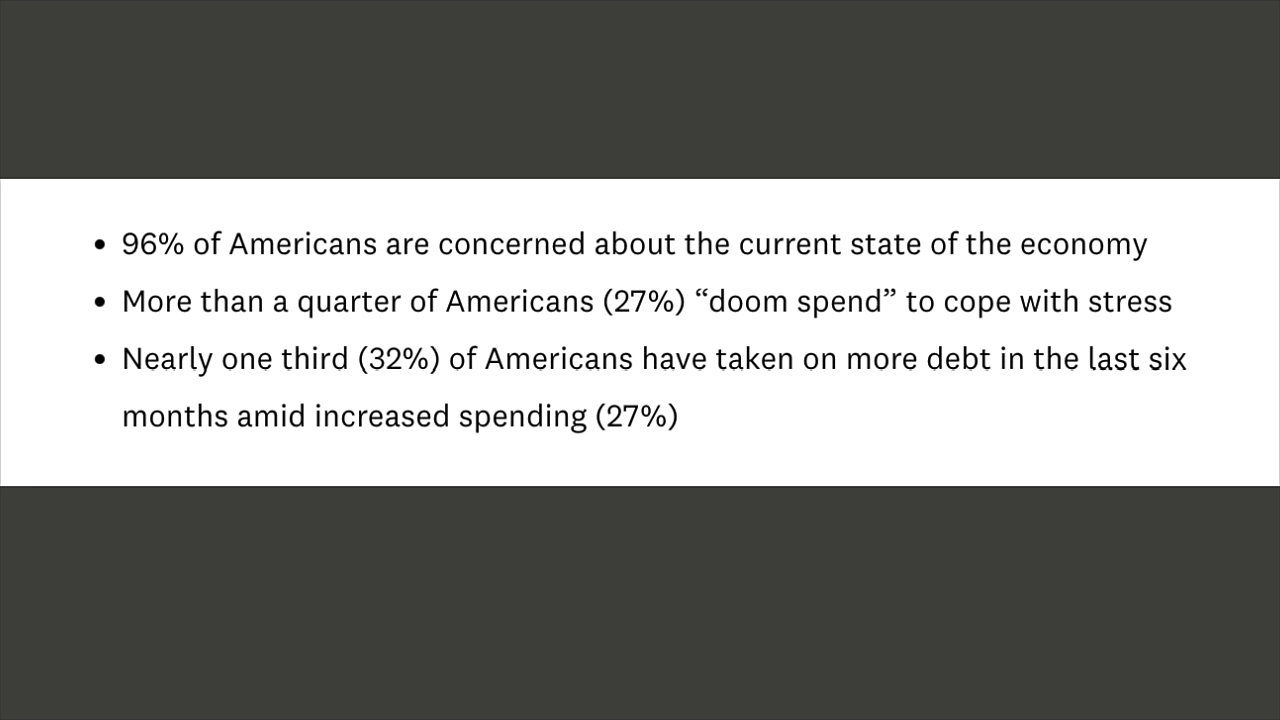 • 96% of Americans are concerned about the current state of the economy
• More than a quarter of Americans (27%) “doom spend” to cope with stress
• Nearly one third (32%) of Americans have taken on more debt in the last six
months amid increased spending (27%)